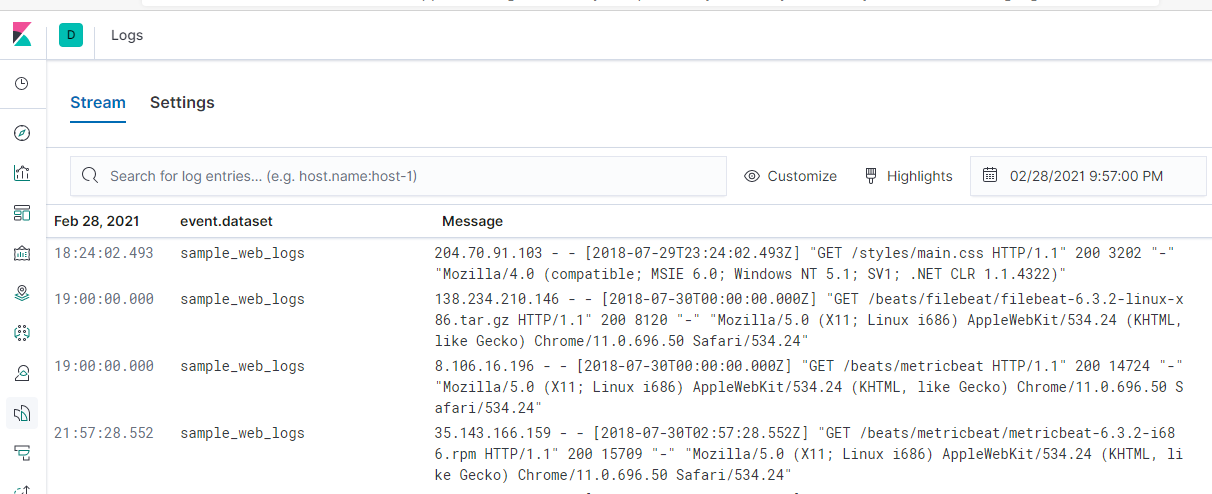 D Logs
Stream Settings
Search for log entries... (e.g. host.name:host-1) Customize Highlights 02/28/2021 9:57:00 PM
Feb 28, 2021 event.dataset Message
18:24:02.493 sample_web_logs 204.70.91.103 - - [2018-07-29T23:24:02.493Z] "GET /styles/main.css HTTP/1.1" 200 3202 "-"
"Mozilla/4.0 (compatible; MSIE 6.0; Windows NT 5.1; SV1; .NET CLR 1.1.4322)"
19:00:00.000 sample_web_logs 138.234.210.146 - - [2018-07-30T00:00:00.000Z] "GET /beats/filebeat/filebeat-6.3.2-linux-x
86.tar.gz HTTP/1.1" 200 8120 "-" "Mozilla/5.0 (X11; Linux i686) AppleWebKit/534.24 (KHTML,
like Gecko) Chrome/11.0.696.50 Safari/534.24"
19:00:00.000 sample_web_logs 8.106.16.196 - - [2018-07-30T00:00:00.000Z] "GET /beats/metricbeat HTTP/1.1" 200 14724 "-"
"Mozilla/5.0 (X11; Linux i686) AppleWebKit/534.24 (KHTML, like Gecko) Chrome/11.0.696.50 S
afari/534.24"
21:57:28.552 sample_web_logs 35.143.166.159 - - [2018-07-30T02:57:28.552Z] "GET /beats/metricbeat/metricbeat-6.3.2-i68
6.rpm HTTP/1.1" 200 15709 "-" "Mozilla/5.0 (X11; Linux i686) AppleWebKit/534.24 (KHTML, li
ke Gecko) Chrome/11.0.696.50 Safari/534.24"